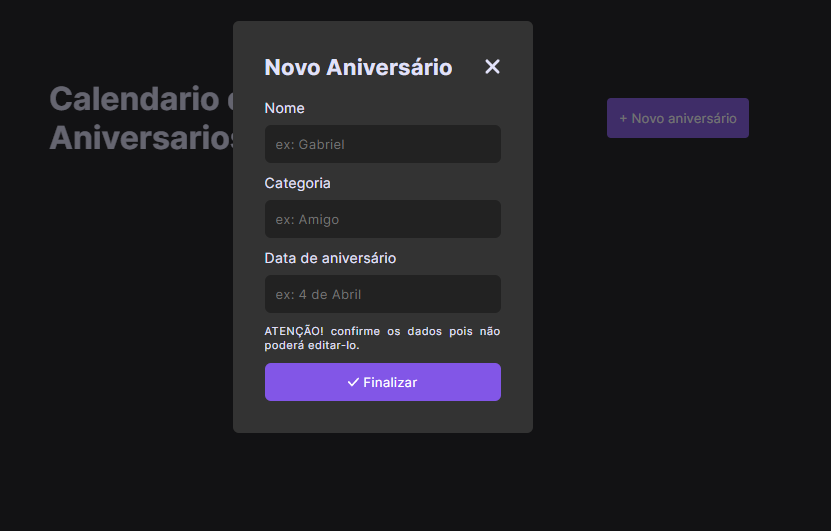 Novo Aniversário
Calendario
Aniversarios
+ Novo aniversário
Nome
ex: Gabriel
Categoria
ex: Amigo
Data de aniversário
ex: 4 de Abril
ATENÇÃO! confirme os dados pois não
poderá editar-lo.
Finalizar